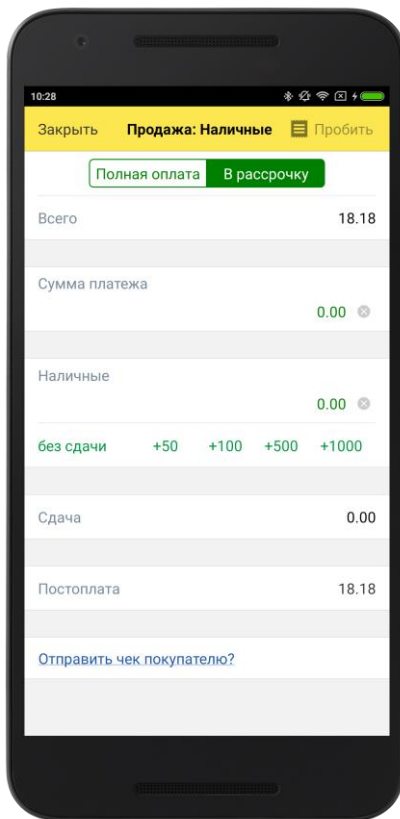 10:28
Закрыть Продажа: Наличные Пробить
Полная оплата В рассрочку
Всего 18.18
Сумма платежа
0.00
Наличные
0.00
без сдачи +50 +100 +500 +1000
Сдача 0.00
Постоплата 18.18
Отправить чек покупателю?